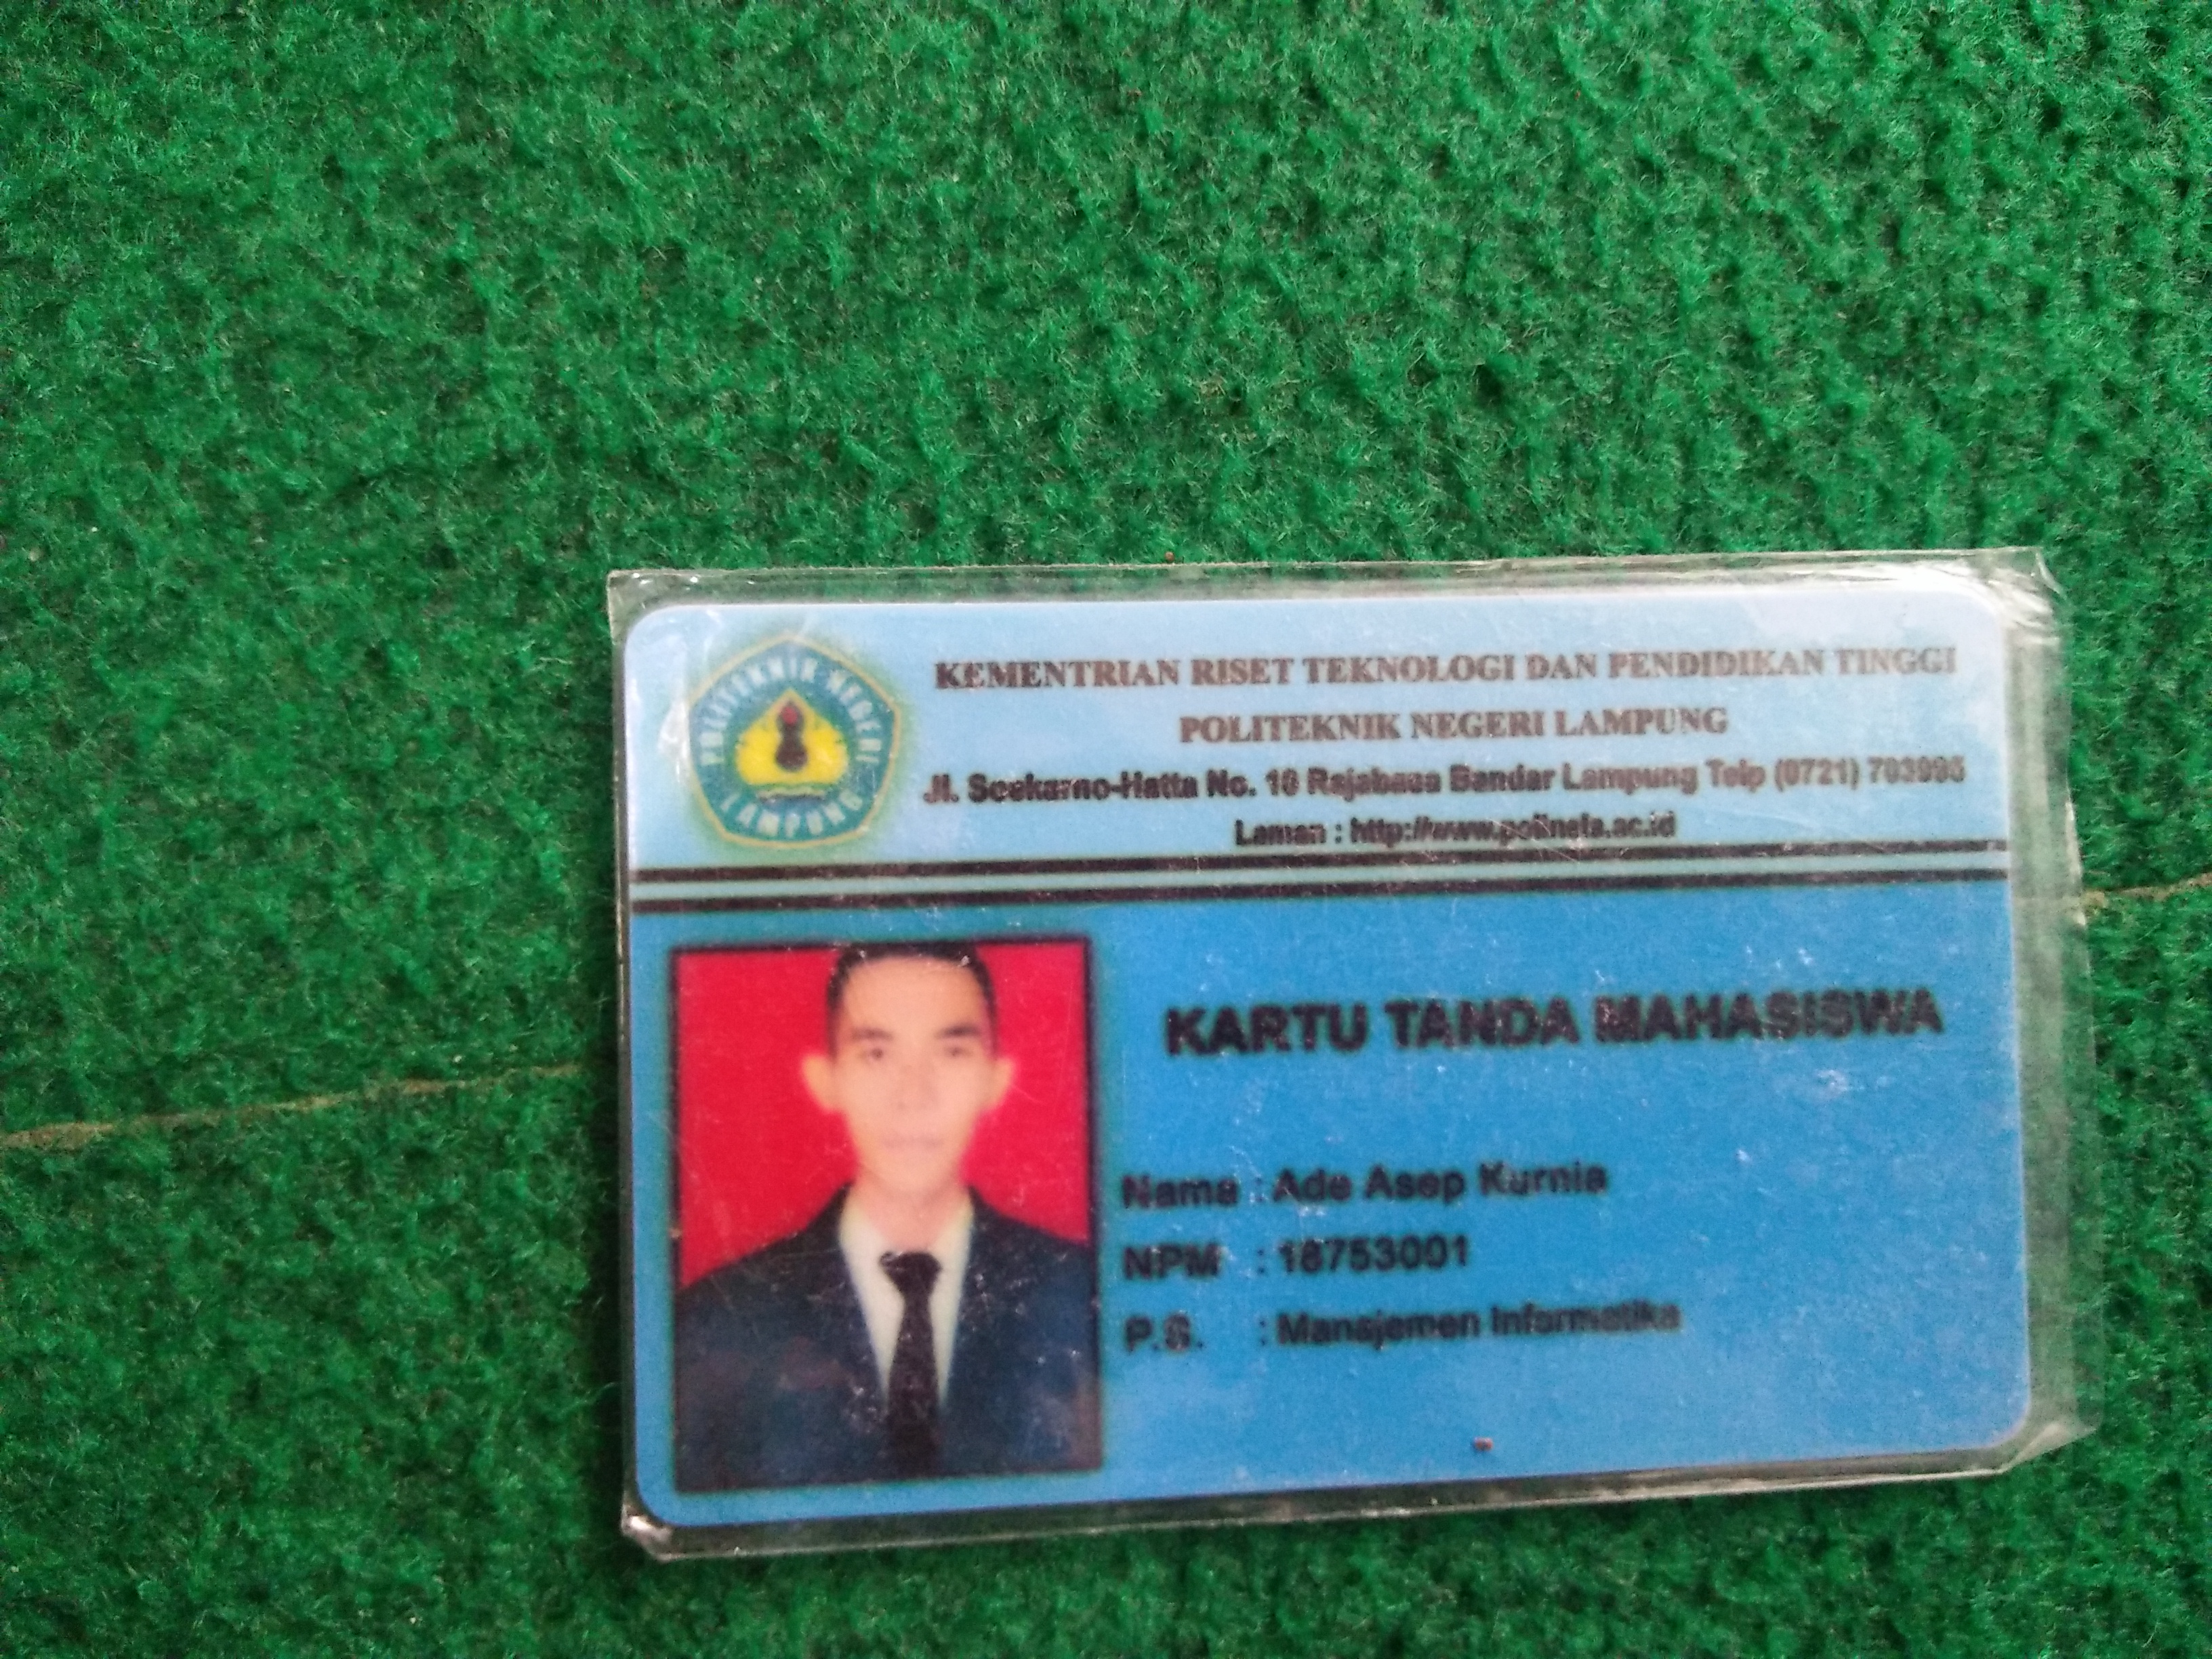 POLITEKNIK NEGERI
LAMPUNG
KEMENTRIAN RISET TEKNOLOGI DAN PENDIDIKAN TINGGI
POLITEKNIK NEGERI LAMPUNG
Jl. Soekarno-Hatta No. 10 Rajabasa Bandar Lampung Telp (0721) 703995
Laman : http://www.polinela.ac.id
KARTU TANDA MAHASISWA
Nama : Ade Asep Kurnia
NPM : 18753001
P.S. : Manajemen Informatika